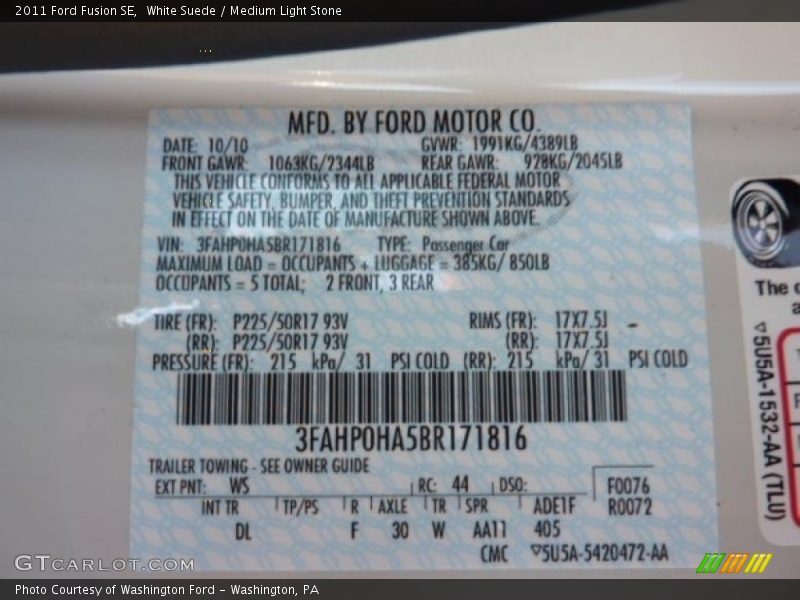 2011 Ford Fusion SE, White Suede / Medium Light Stone
MFD. BY FORD MOTOR CO.
DATE: 10/10 GVWR: 1991KG/4389LB
FRONT GAWR: 1063KG/2344LB REAR GAWR: 928KG/2045LB
THIS VEHICLE CONFORMS TO ALL APPLICABLE FEDERAL MOTOR
VEHICLE SAFETY, BUMPER, AND THEFT PREVENTION STANDARDS
IN EFFECT ON THE DATE OF MANUFACTURE SHOWN ABOVE.
VIN: 3FAHP0HA5BR171816 TYPE: Passenger Car
MAXIMUM LOAD = OCCUPANTS + LUGGAGE = 385KG/ 850LB
OCCUPANTS = 5 TOTAL; 2 FRONT, 3 REAR
TIRE (FR): P225/50R17 93V RIMS (FR): 17X7.5J
(RR): P225/50R17 93V (RR): 17X7.5J
PRESSURE (FR): 215 kPa/ 31 PSI COLD (RR): 215 kPa/ 31 PSI COLD
3FAHP0HA5BR171816
TRAILER TOWING - SEE OWNER GUIDE
EXT PNT: WS RC: 44 DSO: F0076
INT TR TP/PS R AXLE TR SPR ADE1F R0072
DL F 30 W AA11 405
CMC ▽5U5A-5420472-AA
The
▽5U5A-1532-AA (TLU)
GTCARCOT.COM
Photo Courtesy of Washington Ford - Washington, PA